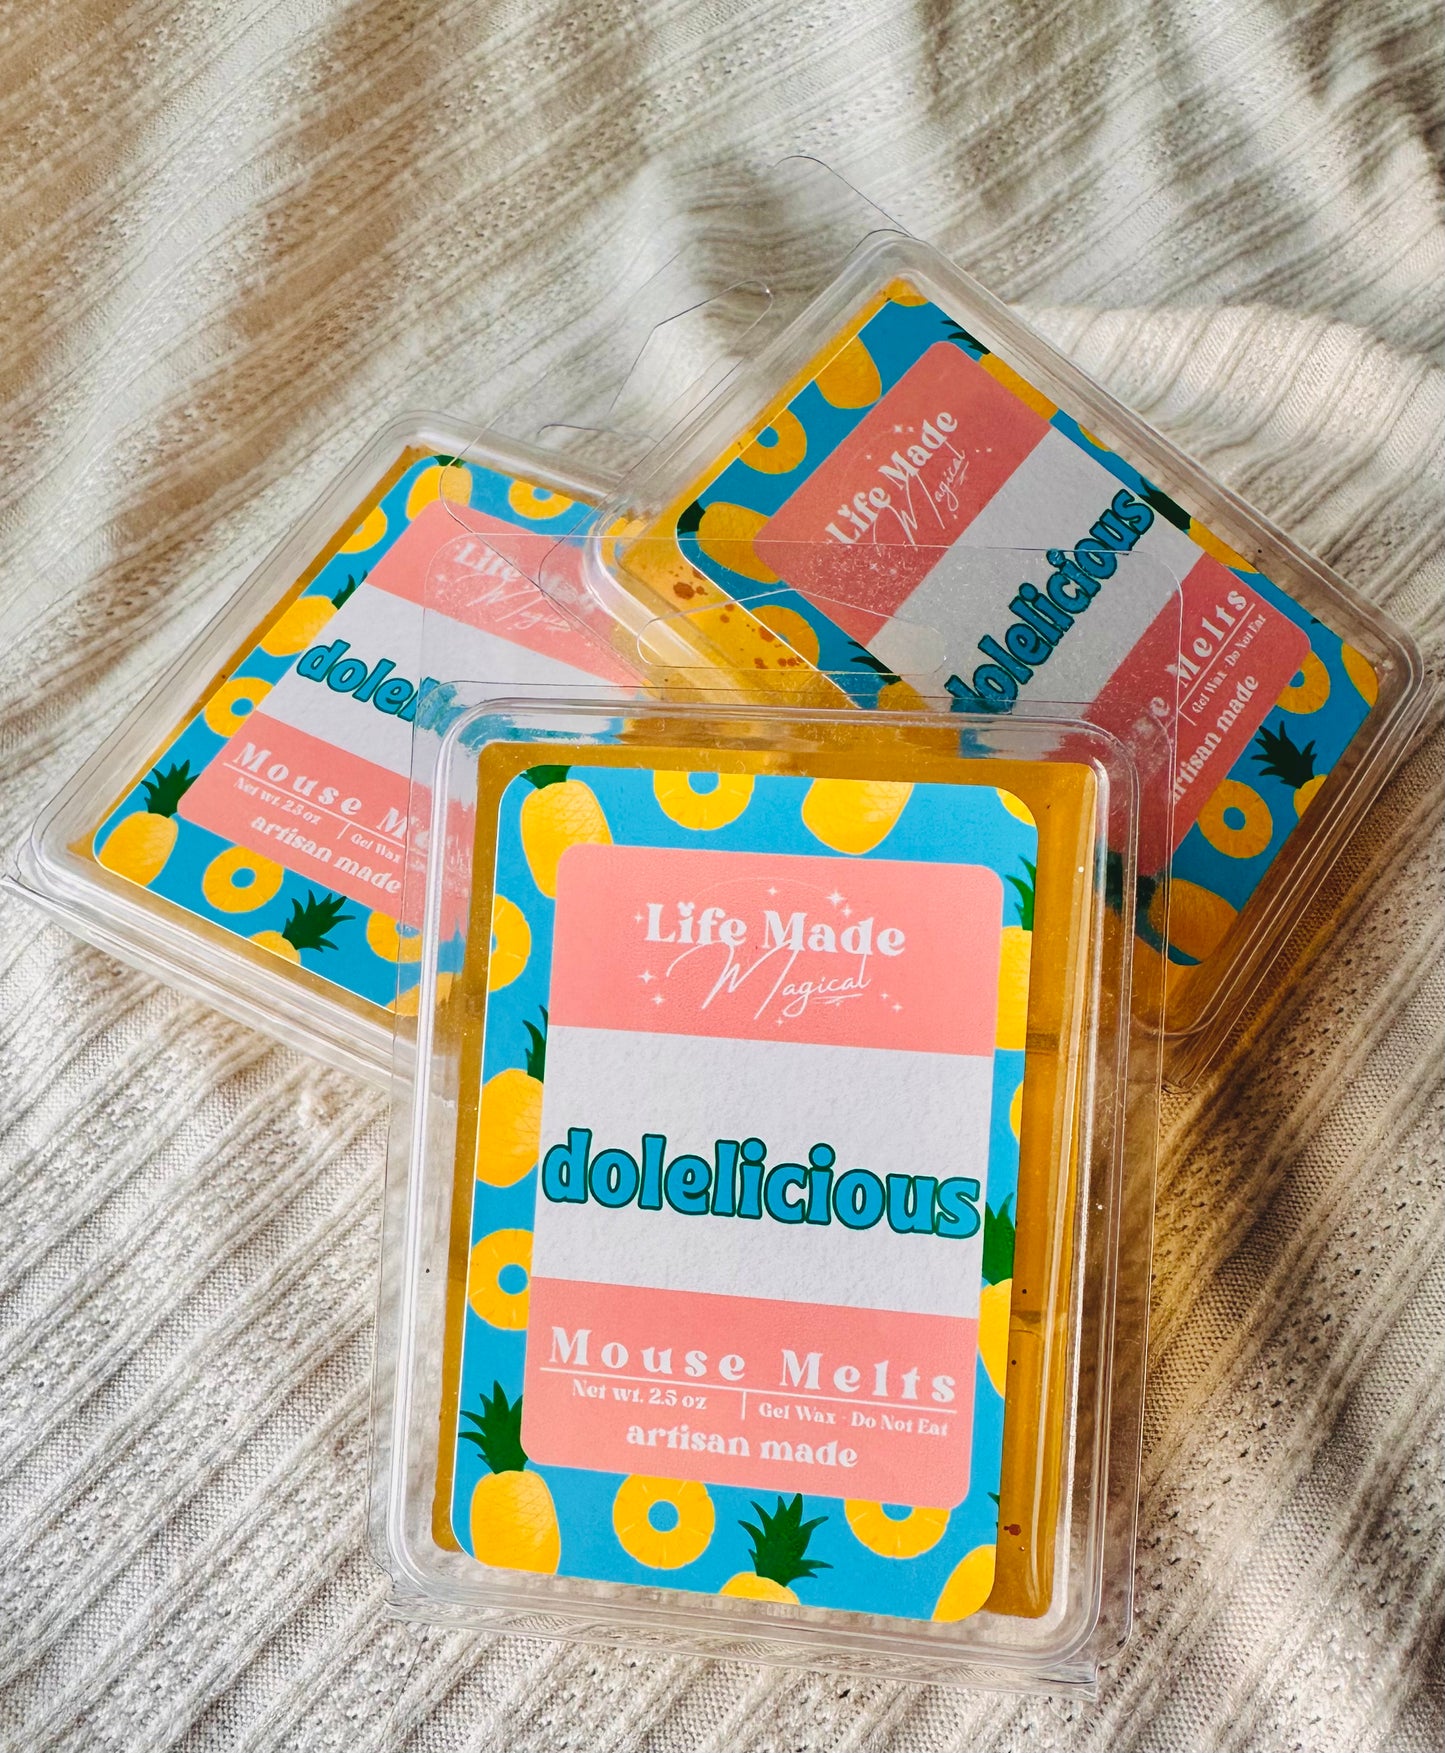 Life Made
Magical
dolelicious
Mouse Melts
Net wt. 2.5 oz
Gel Wax · Do Not Eat
artisan made
Life Made
Magical
Mouse
Net wt. 2.5 oz
Gel Wax
artisan made
Life Made
Magical
dolelicious
Melts
Gel Wax · Do Not Eat
artisan made